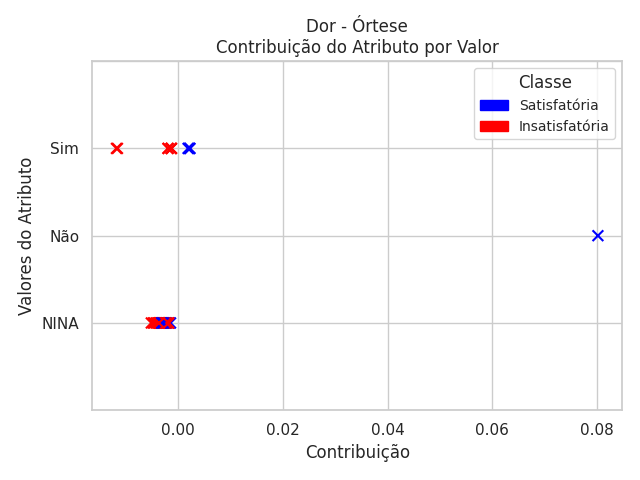 Dor - Órtese
Contribuição do Atributo por Valor
Classe
Satisfatória
Insatisfatória
Valores do Atributo
Sim
Não
NINA
0.00
0.02
0.04
0.06
0.08
Contribuição